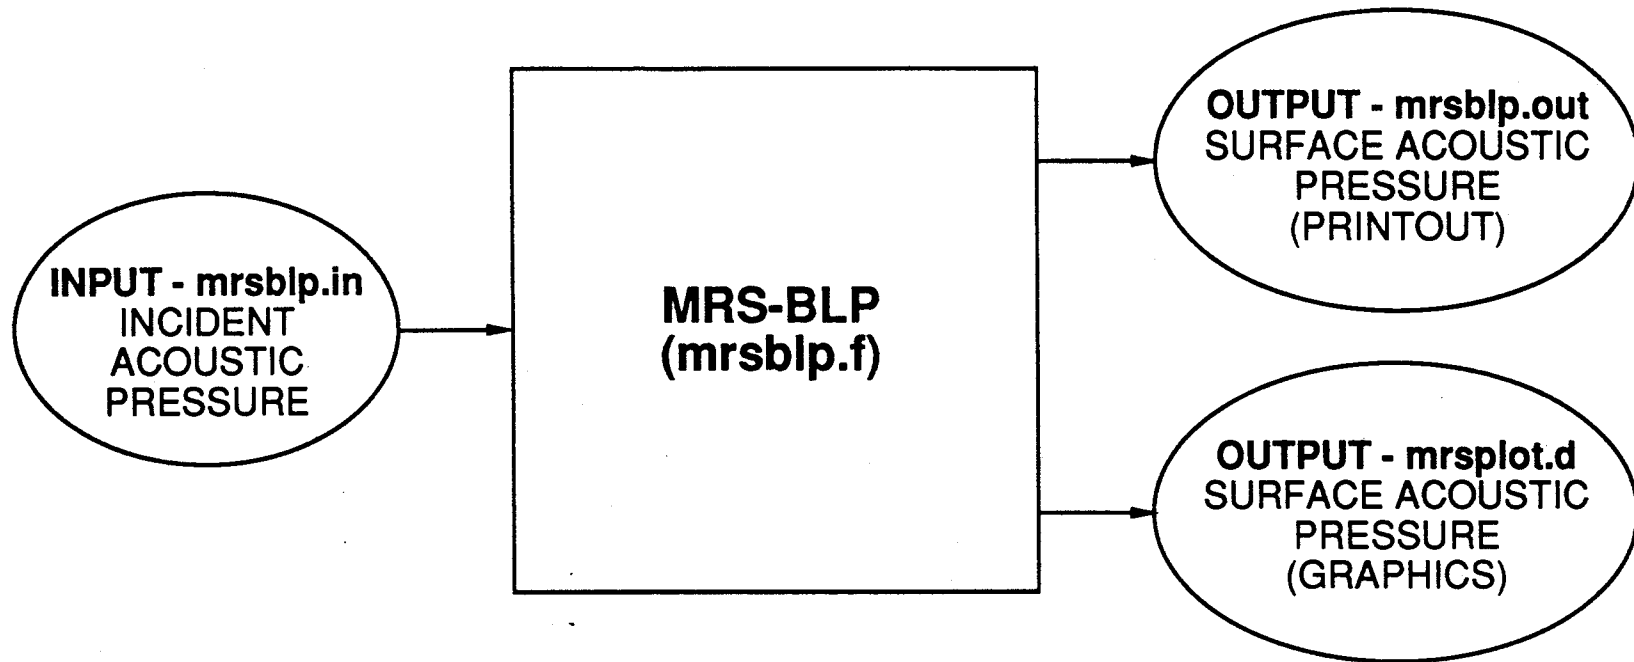 INPUT - mrsblp.in
INCIDENT
ACOUSTIC
PRESSURE
MRS-BLP
(mrsblp.f)
OUTPUT - mrsblp.out
SURFACE ACOUSTIC
PRESSURE
(PRINTOUT)
OUTPUT - mrsplot.d
SURFACE ACOUSTIC
PRESSURE
(GRAPHICS)